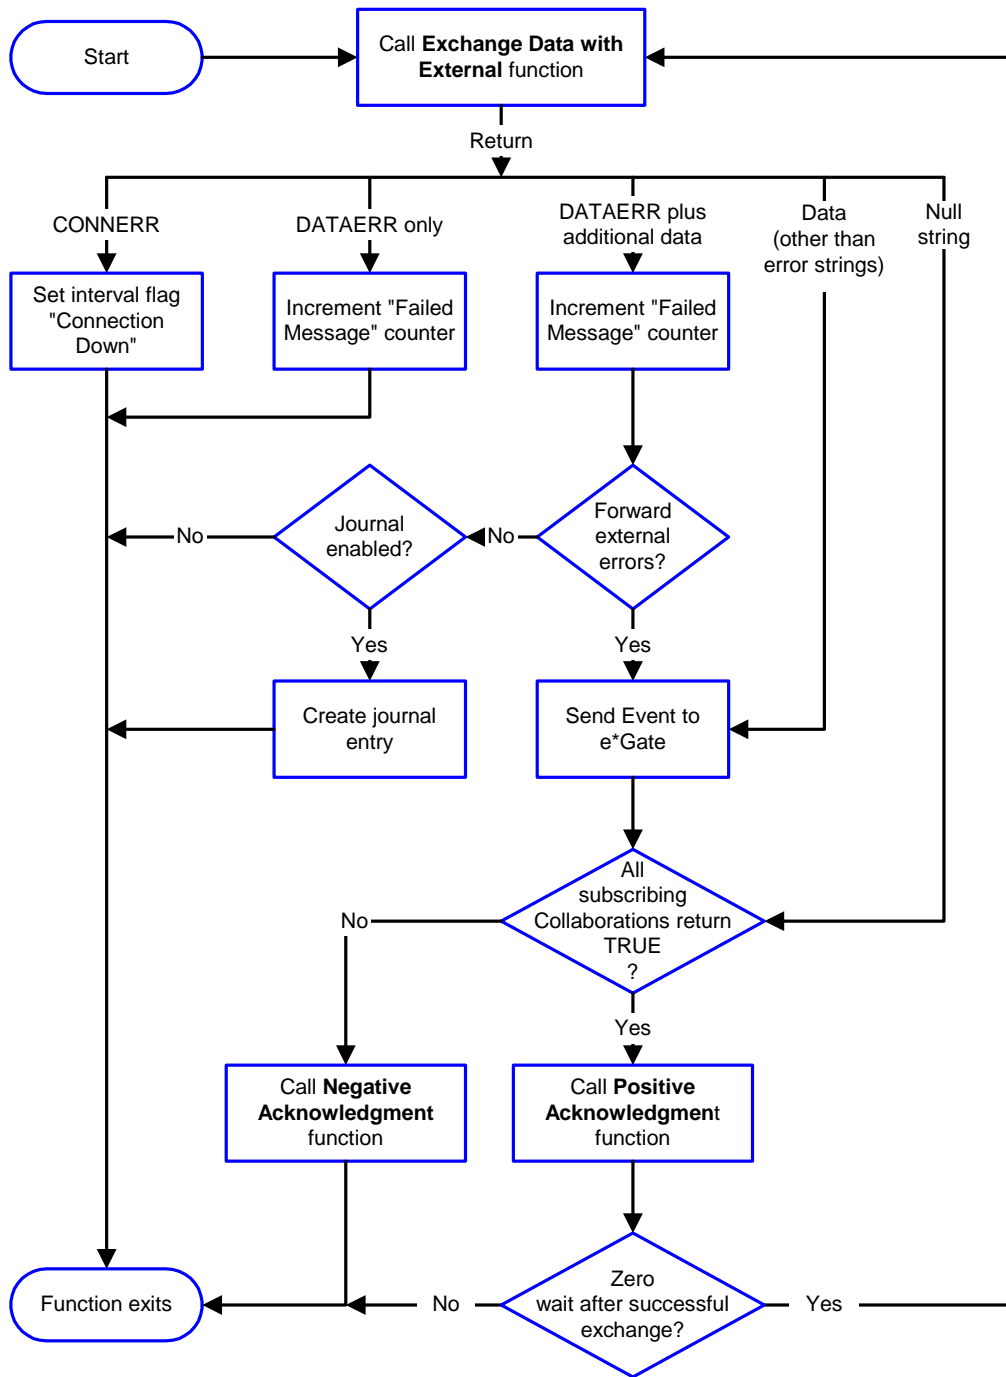 Start
Call Exchange Data with
External function
Return
CONNERR
DATAERR only
DATAERR plus
additional data
Data
(other than
error strings)
Null
string
Set interval flag
"Connection
Down"
Increment "Failed
Message" counter
Increment "Failed
Message" counter
No
Journal
enabled?
No
Forward
external
errors?
Yes
Yes
Create journal
entry
Send Event to
e*Gate
No
All
subscribing
Collaborations return
TRUE
?
Yes
Call Negative
Acknowledgment
function
Call Positive
Acknowledgment
function
Function exits
No
Zero
wait after successful
exchange?
Yes